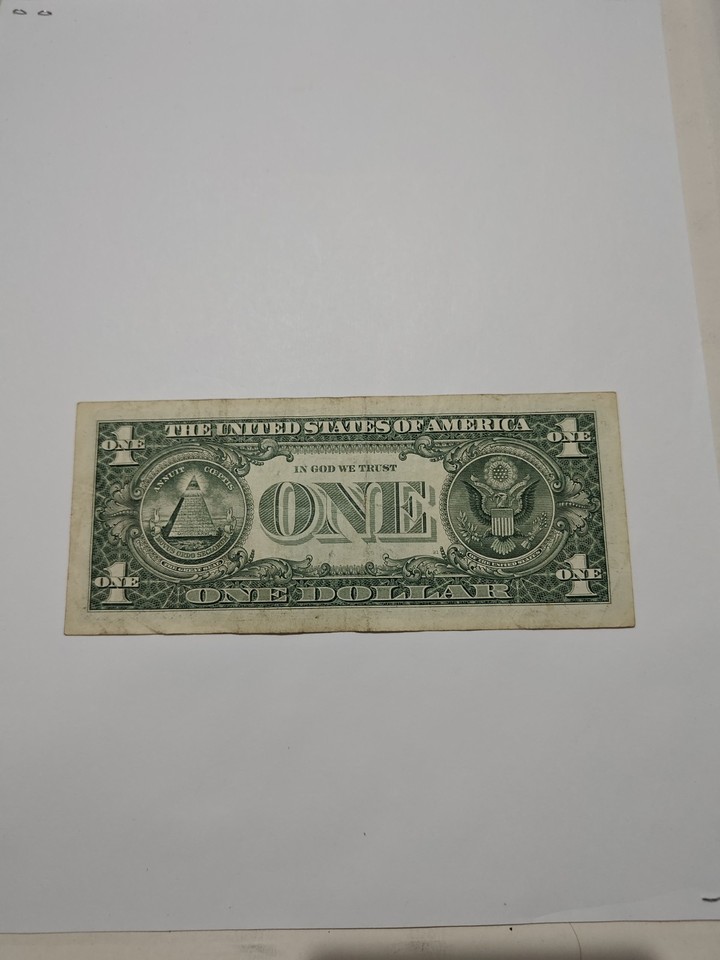 THE UNITED STATES OF AMERICA
1
ONE
1
ONE
ANNUIT CŒPTIS
IN GOD WE TRUST
ONE
1
ONE
1
ONE
ONE DOLLAR